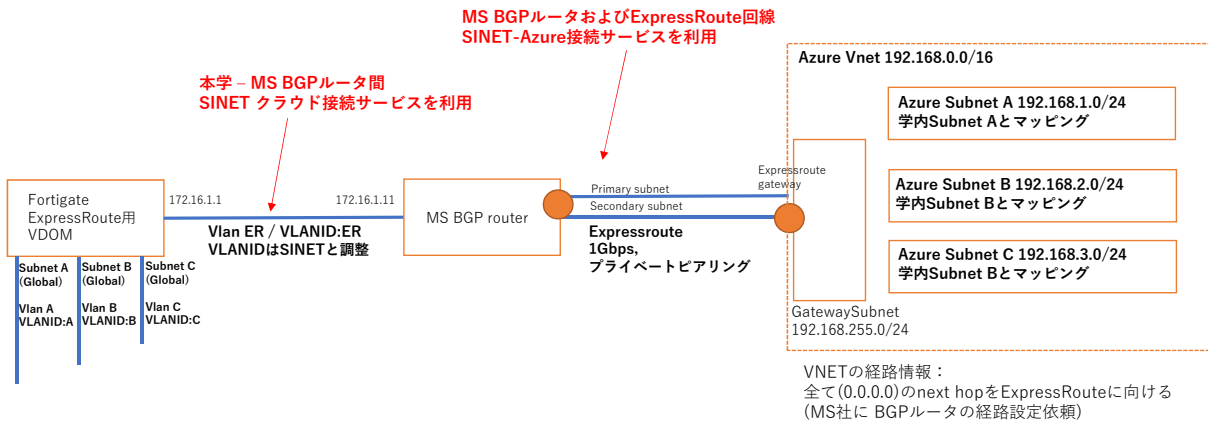 MS BGPルータおよびExpressRoute回線
SINET-Azure接続サービスを利用
本学 – MS BGPルータ間
SINET クラウド接続サービスを利用
Azure Vnet 192.168.0.0/16
Azure Subnet A 192.168.1.0/24
学内Subnet Aとマッピング
Azure Subnet B 192.168.2.0/24
学内Subnet Bとマッピング
Azure Subnet C 192.168.3.0/24
学内Subnet Bとマッピング
Expressroute
gateway
GatewaySubnet
192.168.255.0/24
Fortigate
ExpressRoute用
VDOM
172.16.1.1
172.16.1.11
MS BGP router
Vlan ER / VLANID:ER
VLANIDはSINETと調整
Primary subnet
Secondary subnet
Expressroute
1Gbps,
プライベートピアリング
Subnet A
(Global)
Vlan A
VLANID:A
Subnet B
(Global)
Vlan B
VLANID:B
Subnet C
(Global)
Vlan C
VLANID:C
VNETの経路情報：
全て(0.0.0.0)のnext hopをExpressRouteに向ける
(MS社に BGPルータの経路設定依頼)